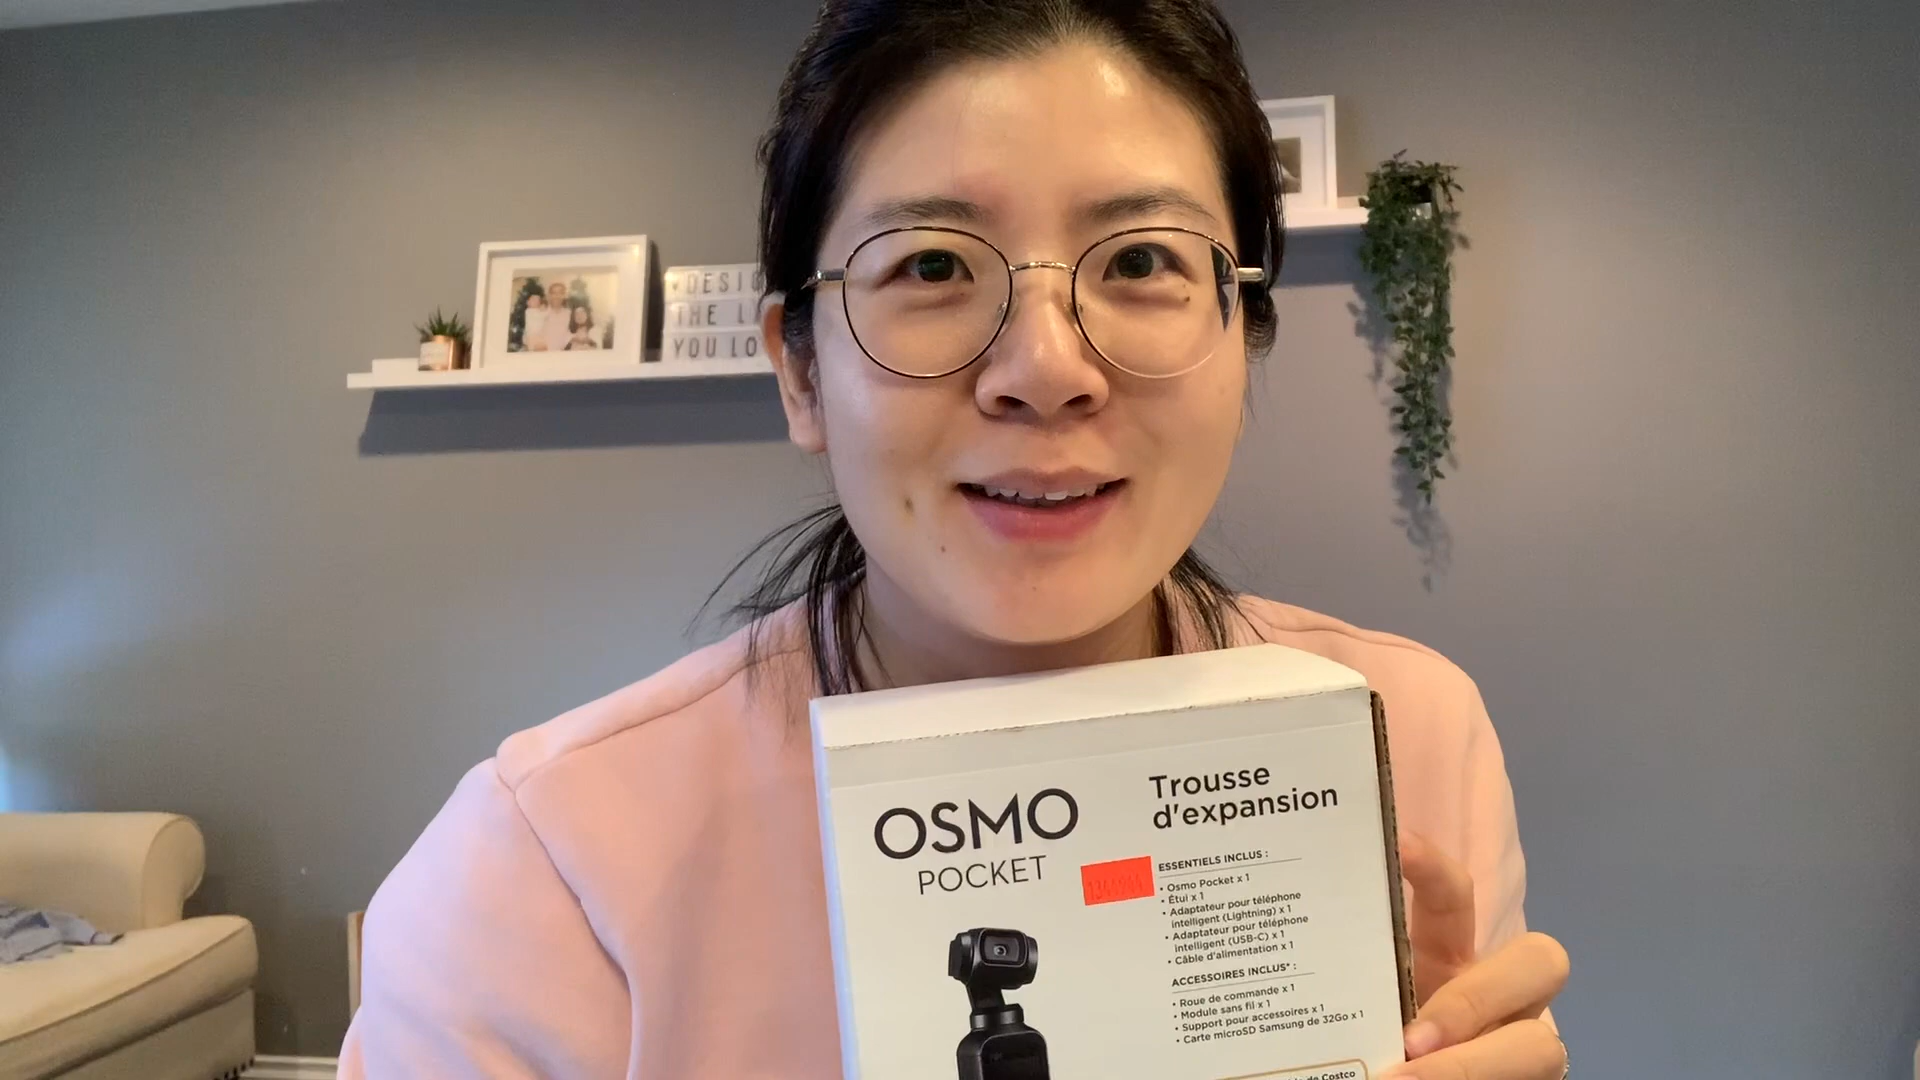 DESIG
THE LI
YOU LO
OSMO
POCKET
Trousse
d'expansion
ESSENTIELS INCLUS :
• Osmo Pocket x 1
• Étui x 1
• Adaptateur pour téléphone
intelligent (Lightning) x 1
• Adaptateur pour téléphone
intelligent (USB-C) x 1
• Câble d'alimentation x 1
ACCESSOIRES INCLUS* :
• Roue de commande x 1
• Module sans fil x 1
• Support pour accessoires x 1
• Carte microSD Samsung de 32Go x 1
de Costco